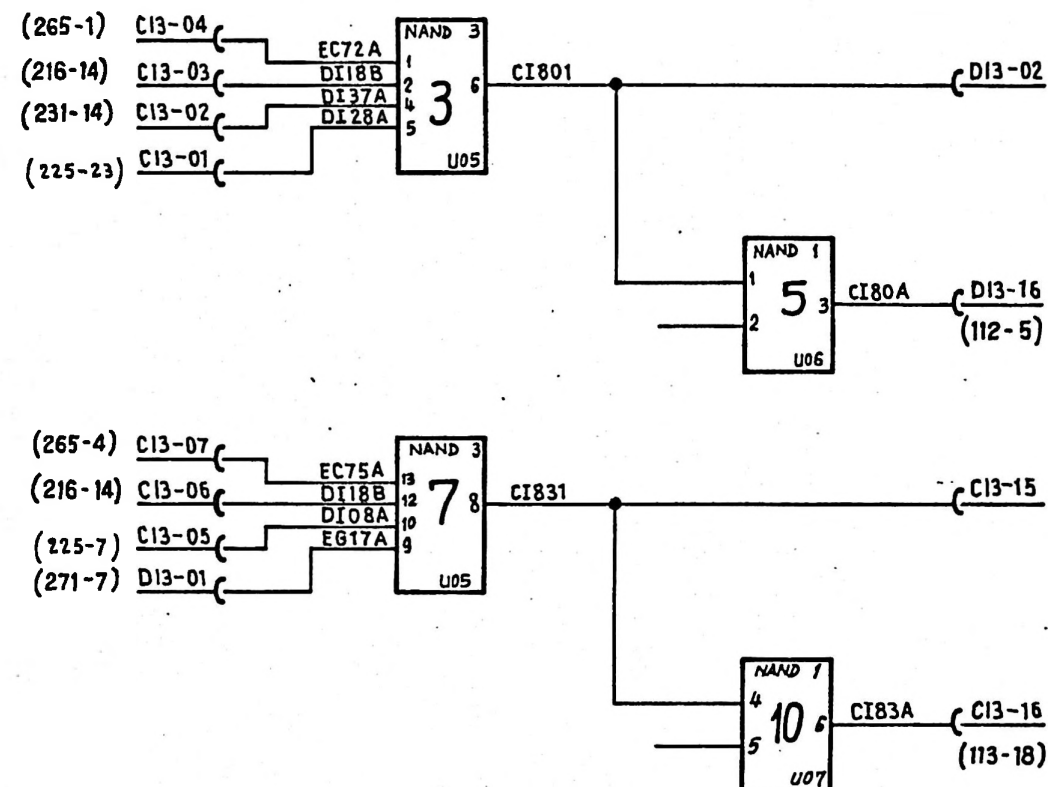 (265-1) C13-04
NAND 3
EC72A
1
(216-14) C13-03
DI18B
2
6
CI801
D13-02
3
DI37A
4
(231-14) C13-02
DI28A
5
(225-23) C13-01
U05
NAND 1
1
5
3
CI80A
D13-16
(112-5)
2
U06
(265-4) C13-07
NAND 3
EC75A
13
(216-14) C13-06
DI18B
12
7
8
CI831
C13-15
DI08A
10
(225-7) C13-05
EG17A
9
(271-7) D13-01
U05
NAND 1
4
10
6
CI83A
C13-16
5
(113-18)
U07